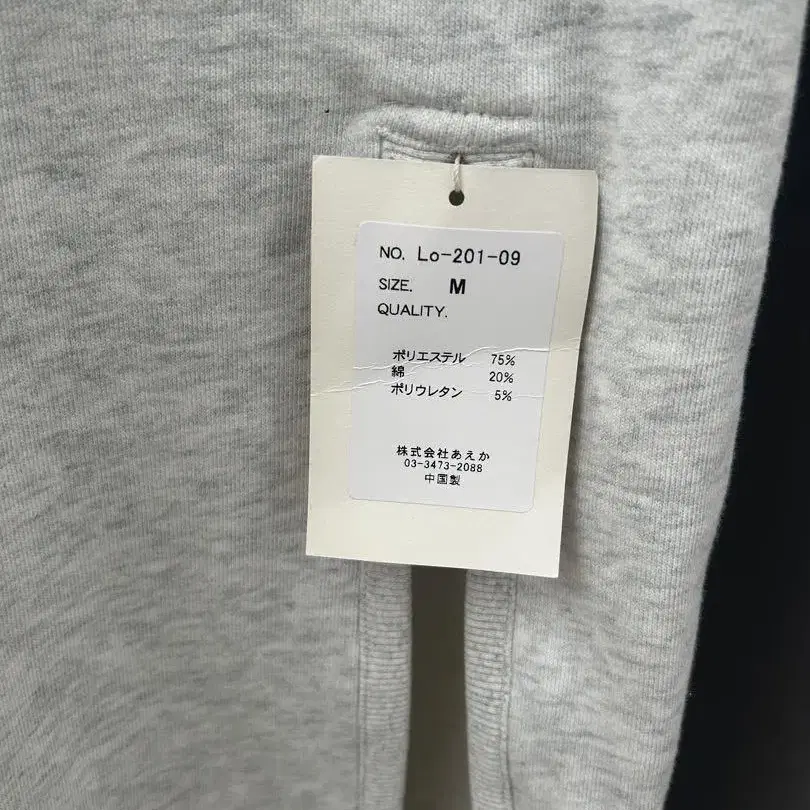 NO. Lo-201-09
SIZE. M
QUALITY.
ポリエステル 75%
綿 20%
ポリウレタン 5%
株式会社あえか
03-3473-2088
中国製